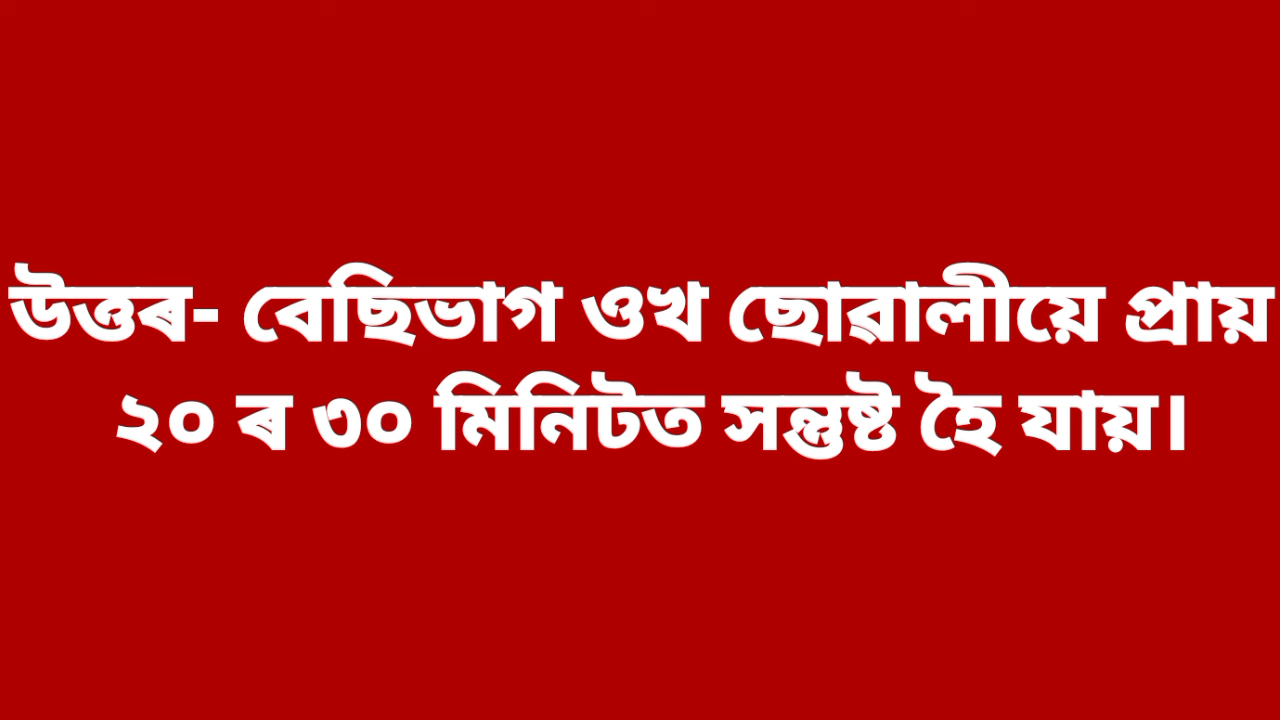 উত্তৰ- বেছিভাগ ওখ ছোৱালীয়ে প্ৰায়
২০ ৰ ৩০ মিনিটত সন্তুষ্ট হৈ যায়।